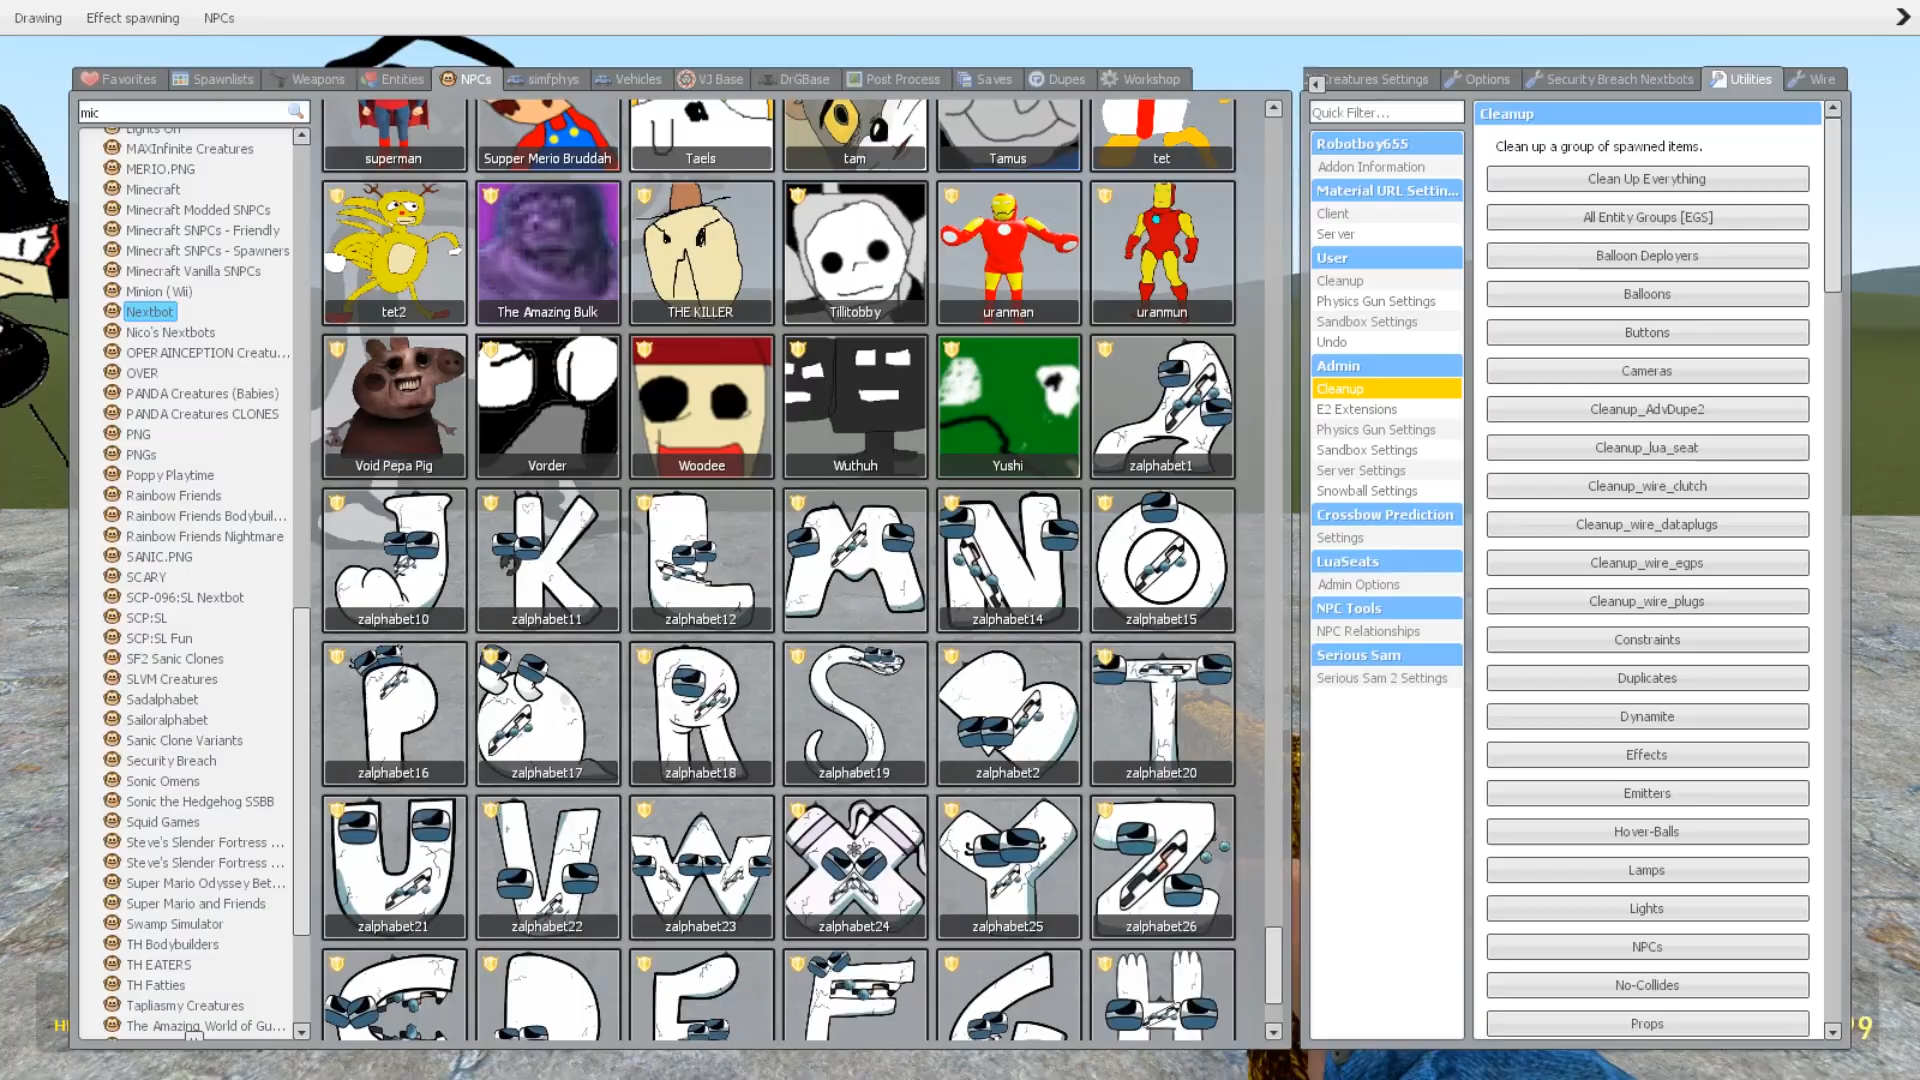 Drawing
Effect spawning
NPCs
Favorites
Spawnlists
Weapons
Entities
NPCs
simfphys
Vehicles
VJ Base
DrGBase
Post Process
Saves
Dupes
Workshop
Creatures Settings
Options
Security Breach Nextbots
Utilities
Wire
mic
Lights On
MAXInfinite Creatures
MERIO.PNG
Minecraft
Minecraft Modded SNPCs
Minecraft SNPCs - Friendly
Minecraft SNPCs - Spawners
Minecraft Vanilla SNPCs
Minion (Wii)
Nextbot
Nico's Nextbots
OPER AINCEPTION Creatu...
OVER
PANDA Creatures (Babies)
PANDA Creatures CLONES
PNG
PNGs
Poppy Playtime
Rainbow Friends
Rainbow Friends Bodybuil...
Rainbow Friends Nightmare
SANIC.PNG
SCARY
SCP-096:SL Nextbot
SCP:SL
SCP:SL Fun
SF2 Sanic Clones
SLVM Creatures
Sadalphabet
Sailoralphabet
Sanic Clone Variants
Security Breach
Sonic Omens
Sonic the Hedgehog SSBB
Squid Games
Steve's Slender Fortress ...
Steve's Slender Fortress ...
Super Mario Odyssey Bet...
Super Mario and Friends
Swamp Simulator
TH Bodybuilders
TH EATERS
TH Fatties
Tapliasmy Creatures
The Amazing World of Gu...
superman
Supper Merio Bruddah
Taels
tam
Tamus
tet
tet2
The Amazing Bulk
THE KILLER
Tillitobby
uranman
uranmun
Void Pepa Pig
Vorder
Woodee
Wuthuh
Yushi
zalphabet1
zalphabet10
zalphabet11
zalphabet12
zalphabet14
zalphabet15
zalphabet16
zalphabet17
zalphabet18
zalphabet19
zalphabet2
zalphabet20
zalphabet21
zalphabet22
zalphabet23
zalphabet24
zalphabet25
zalphabet26
Quick Filter...
Robotboy655
Addon Information
Material URL Settin...
Client
Server
User
Cleanup
Physics Gun Settings
Sandbox Settings
Undo
Admin
Cleanup
E2 Extensions
Physics Gun Settings
Sandbox Settings
Server Settings
Snowball Settings
Crossbow Prediction
Settings
LuaSeats
Admin Options
NPC Tools
NPC Relationships
Serious Sam
Serious Sam 2 Settings
Cleanup
Clean up a group of spawned items.
Clean Up Everything
All Entity Groups [EGS]
Balloon Deployers
Balloons
Buttons
Cameras
Cleanup_AdvDupe2
Cleanup_lua_seat
Cleanup_wire_clutch
Cleanup_wire_dataplugs
Cleanup_wire_egps
Cleanup_wire_plugs
Constraints
Duplicates
Dynamite
Effects
Emitters
Hover-Balls
Lamps
Lights
NPCs
No-Collides
Props